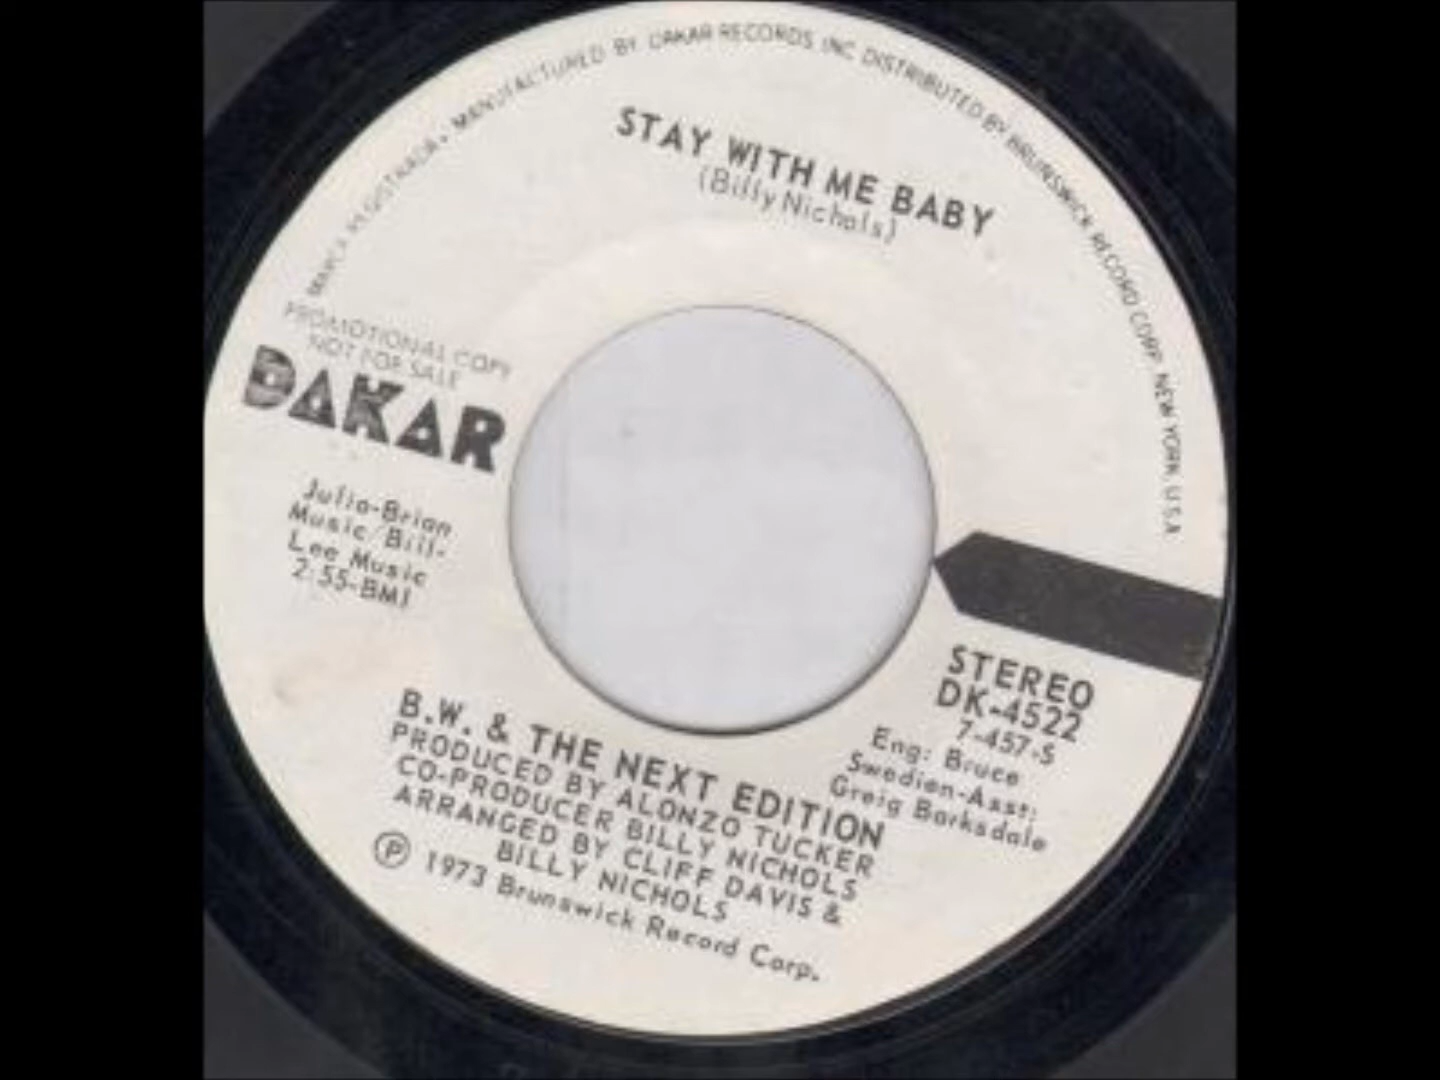 MARCA REGISTRADA • MANUFACTURED BY DAKAR RECORDS INC DISTRIBUTED BY BRUNSWICK RECORD CORP. NEW YORK, U.S.A.
STAY WITH ME BABY
(Billy Nichols)
PROMOTIONAL COPY
NOT FOR SALE
DAKAR
Julio-Brian
Music/Bill-
Lee Music
2:55-BMI
STEREO
DK-4522
7-457-S
Eng: Bruce
Swedien-Asst:
Greig Barksdale
B.W. & THE NEXT EDITION
PRODUCED BY ALONZO TUCKER
CO-PRODUCER BILLY NICHOLS
ARRANGED BY CLIFF DAVIS &
BILLY NICHOLS
Ⓟ 1973 Brunswick Record Corp.